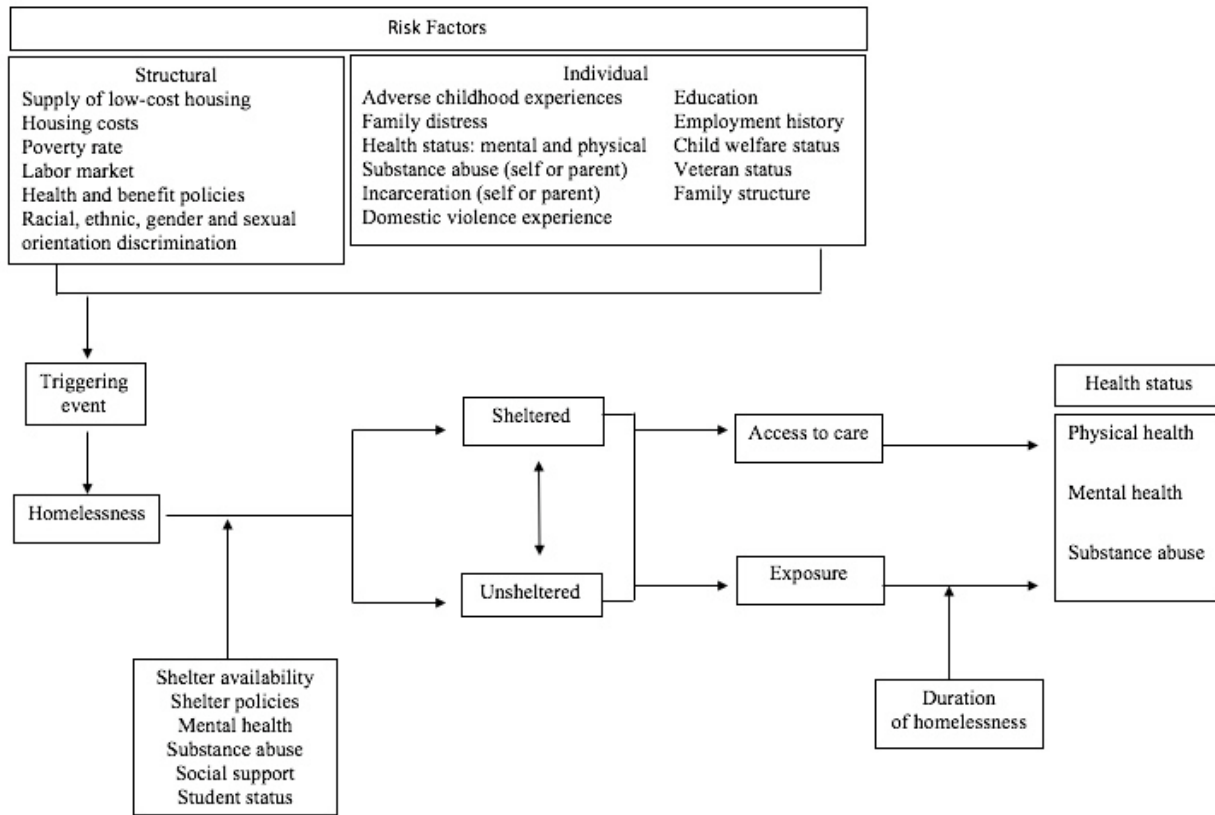 Risk Factors
Structural
Supply of low-cost housing
Housing costs
Poverty rate
Labor market
Health and benefit policies
Racial, ethnic, gender and sexual
orientation discrimination
Individual
Adverse childhood experiences
Family distress
Health status: mental and physical
Substance abuse (self or parent)
Incarceration (self or parent)
Domestic violence experience
Education
Employment history
Child welfare status
Veteran status
Family structure
Triggering
event
Homelessness
Shelter availability
Shelter policies
Mental health
Substance abuse
Social support
Student status
Sheltered
Unsheltered
Access to care
Exposure
Duration
of homelessness
Health status
Physical health
Mental health
Substance abuse